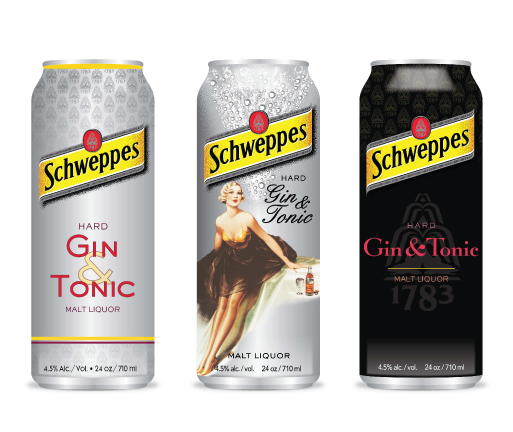 Schweppes
HARD
Gin
&
Tonic
MALT LIQUOR
4.5% Alc./Vol. • 24 oz/710 ml
Schweppes
HARD
Gin
&
Tonic
MALT LIQUOR
4.5% alc./vol. 24 oz/710 ml
Schweppes
HARD
Gin & Tonic
MALT LIQUOR
1783
4.5% alc./vol. 24 oz/710 ml